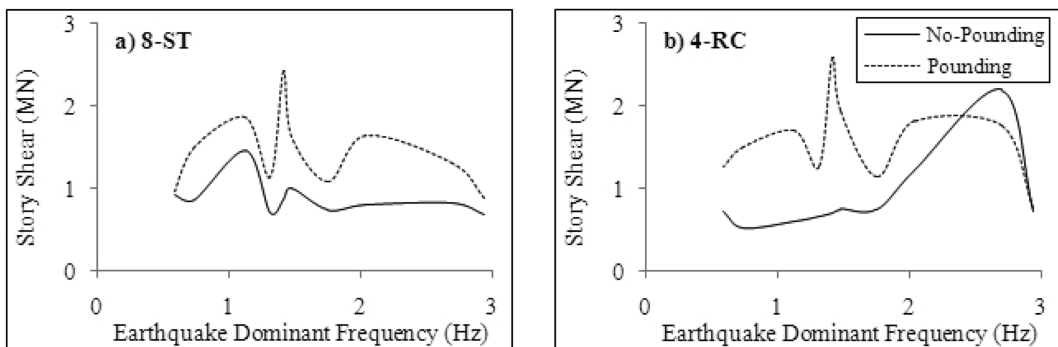 a) 8-ST
Story Shear (MN)
3
2
1
0
0
1
2
3
Earthquake Dominant Frequency (Hz)
b) 4-RC
No-Pounding
Pounding
Story Shear (MN)
3
2
1
0
0
1
2
3
Earthquake Dominant Frequency (Hz)